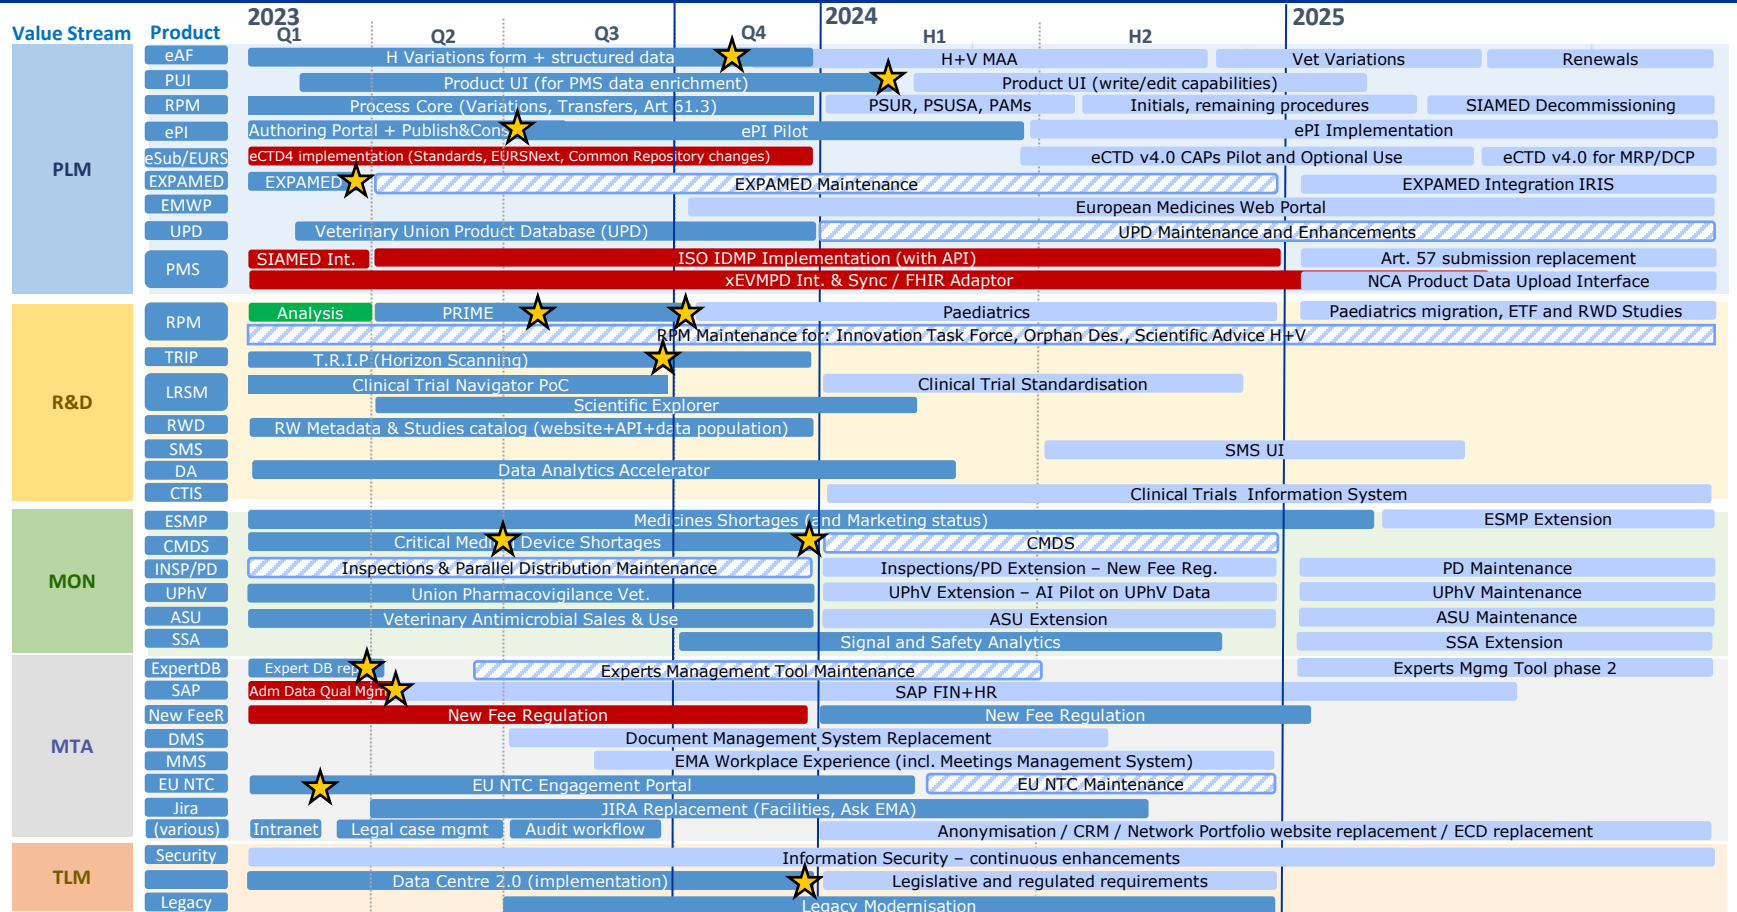 2023 2024 2025
Value Stream Product Q1 Q2 Q3 Q4 H1 H2
PLM
eAF H Variations form + structured data H+V MAA Vet Variations Renewals
PUI Product UI (for PMS data enrichment) Product UI (write/edit capabilities)
RPM Process Core (Variations, Transfers, Art 61.3) PSUR, PSUSA, PAMs Initials, remaining procedures SIAMED Decommissioning
ePI Authoring Portal + Publish&Cons ePI Pilot ePI Implementation
eSub/EURS eCTD4 implementation (Standards, EURSNext, Common Repository changes) eCTD v4.0 CAPs Pilot and Optional Use eCTD v4.0 for MRP/DCP
EXPAMED EXPAMED EXPAMED Maintenance EXPAMED Integration IRIS
EMWP European Medicines Web Portal
UPD Veterinary Union Product Database (UPD) UPD Maintenance and Enhancements
PMS SIAMED Int. ISO IDMP Implementation (with API) Art. 57 submission replacement
xEVMPD Int. & Sync / FHIR Adaptor NCA Product Data Upload Interface
R&D
RPM Analysis PRIME Paediatrics Paediatrics migration, ETF and RWD Studies
RPM Maintenance for: Innovation Task Force, Orphan Des., Scientific Advice H+V
TRIP T.R.I.P (Horizon Scanning)
LRSM Clinical Trial Navigator PoC Clinical Trial Standardisation
Scientific Explorer
RWD RW Metadata & Studies catalog (website+API+data population)
SMS SMS UI
DA Data Analytics Accelerator
CTIS Clinical Trials Information System
MON
ESMP Medicines Shortages (and Marketing status) ESMP Extension
CMDS Critical Med Device Shortages CMDS
INSP/PD Inspections & Parallel Distribution Maintenance Inspections/PD Extension – New Fee Reg. PD Maintenance
UPhV Union Pharmacovigilance Vet. UPhV Extension – AI Pilot on UPhV Data UPhV Maintenance
ASU Veterinary Antimicrobial Sales & Use ASU Extension ASU Maintenance
SSA Signal and Safety Analytics SSA Extension
MTA
ExpertDB Expert DB rep Experts Management Tool Maintenance Experts Mgmg Tool phase 2
SAP Adm Data Qual Mgm SAP FIN+HR
New FeeR New Fee Regulation New Fee Regulation
DMS Document Management System Replacement
MMS EMA Workplace Experience (incl. Meetings Management System)
EU NTC EU NTC Engagement Portal EU NTC Maintenance
Jira JIRA Replacement (Facilities, Ask EMA)
(various) Intranet Legal case mgmt Audit workflow Anonymisation / CRM / Network Portfolio website replacement / ECD replacement
TLM
Security Information Security – continuous enhancements
Data Centre 2.0 (implementation) Legislative and regulated requirements
Legacy Legacy Modernisation